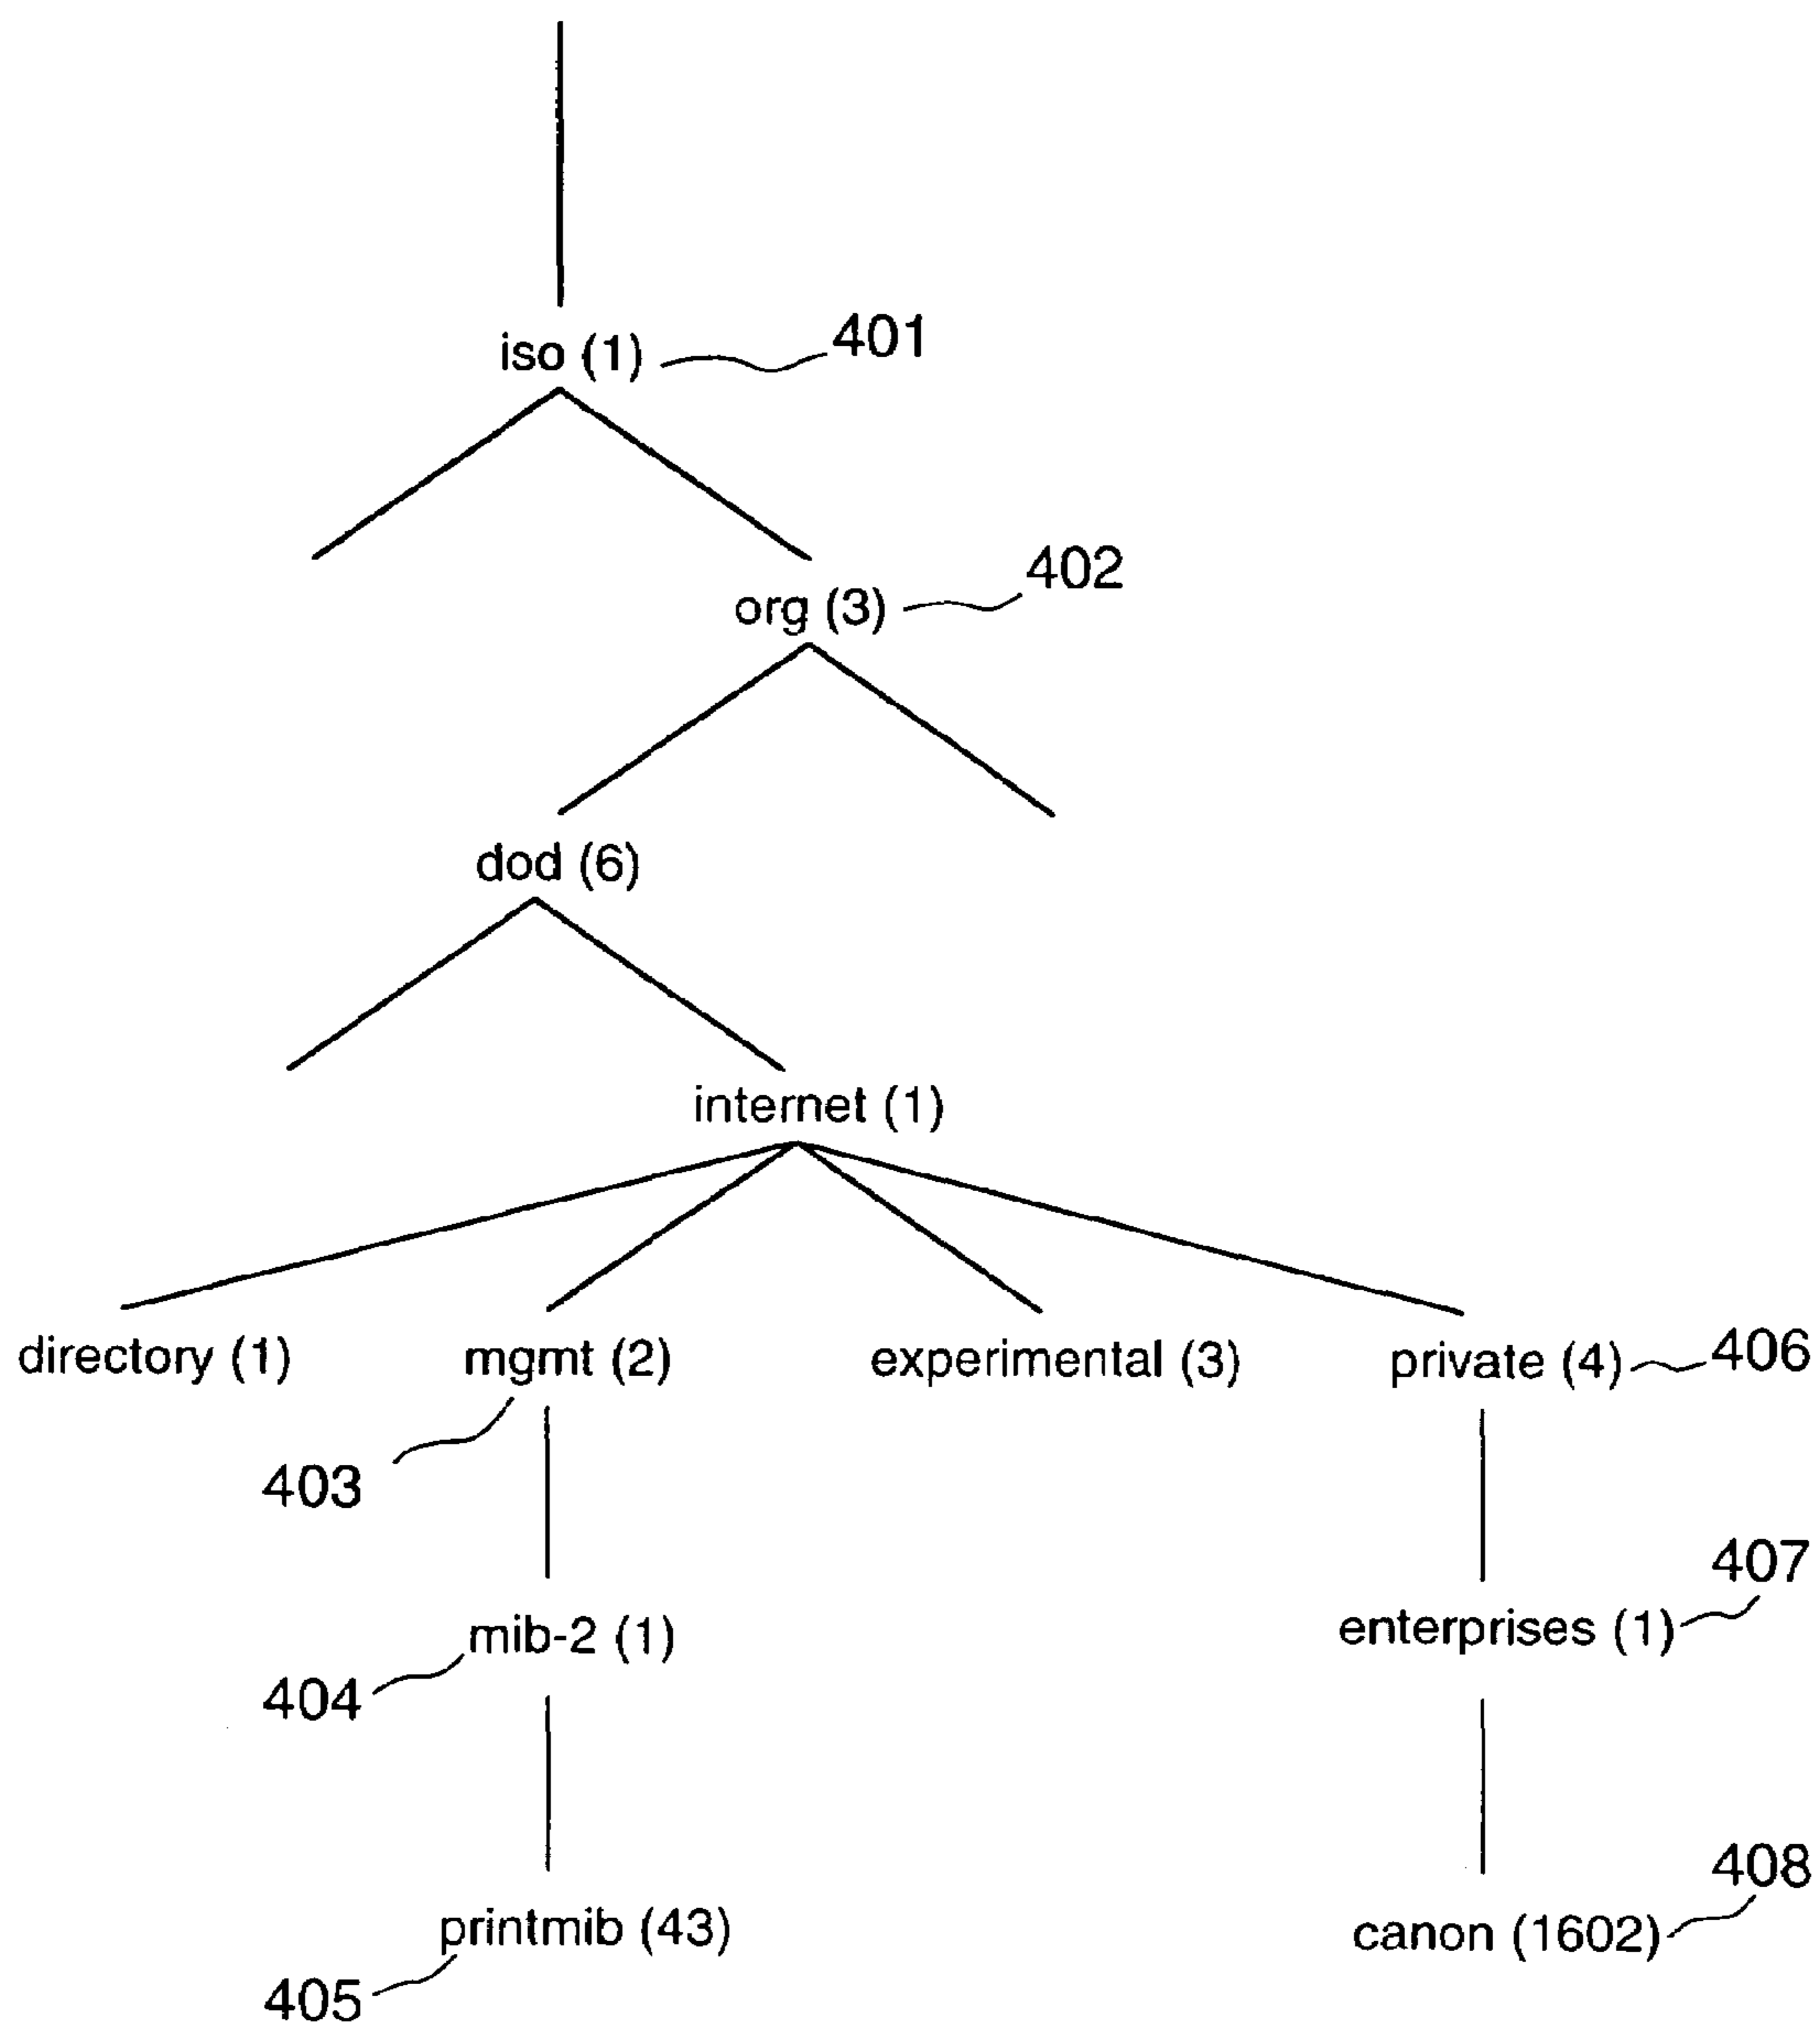 iso (1)
401
org (3)
402
dod (6)
internet (1)
directory (1)
mgmt (2)
experimental (3)
private (4)
406
403
mib-2 (1)
404
enterprises (1)
407
printmib (43)
405
canon (1602)
408